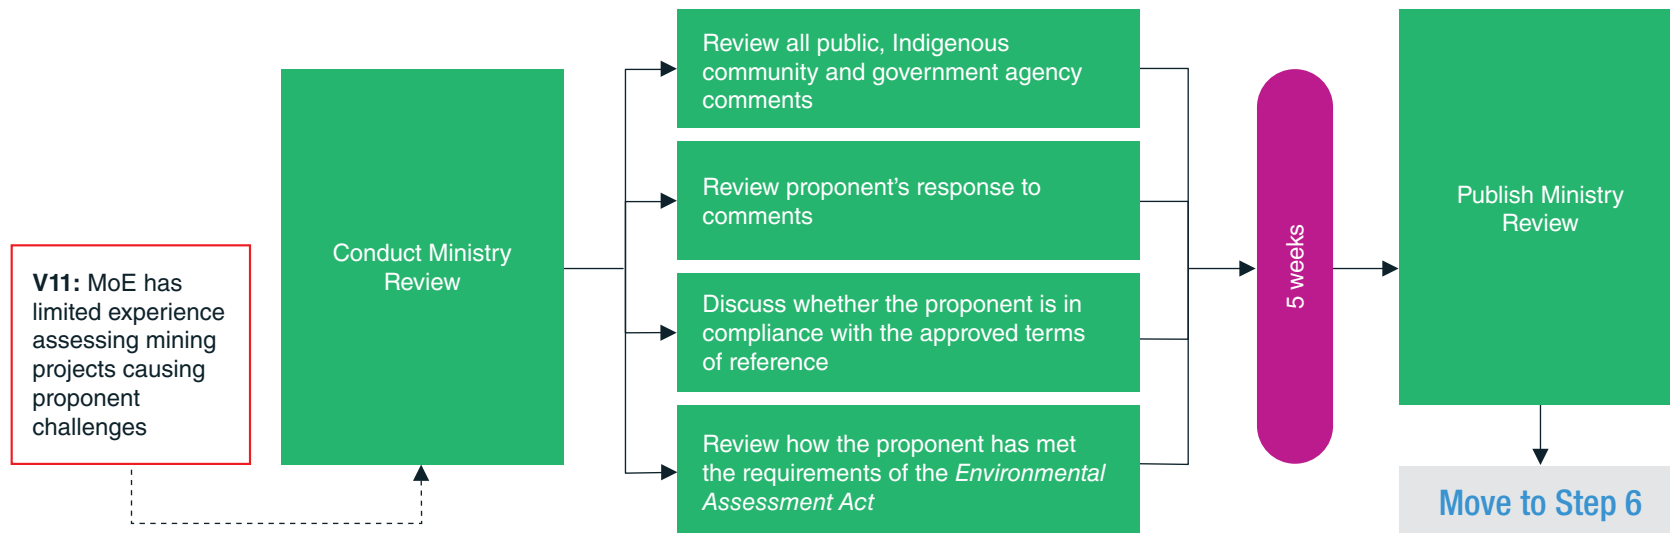 V11: MoE has
limited experience
assessing mining
projects causing
proponent
challenges
Conduct Ministry
Review
Review all public, Indigenous
community and government agency
comments
Review proponent's response to
comments
Discuss whether the proponent is in
compliance with the approved terms
of reference
Review how the proponent has met
the requirements of the Environmental
Assessment Act
5 weeks
Publish Ministry
Review
Move to Step 6